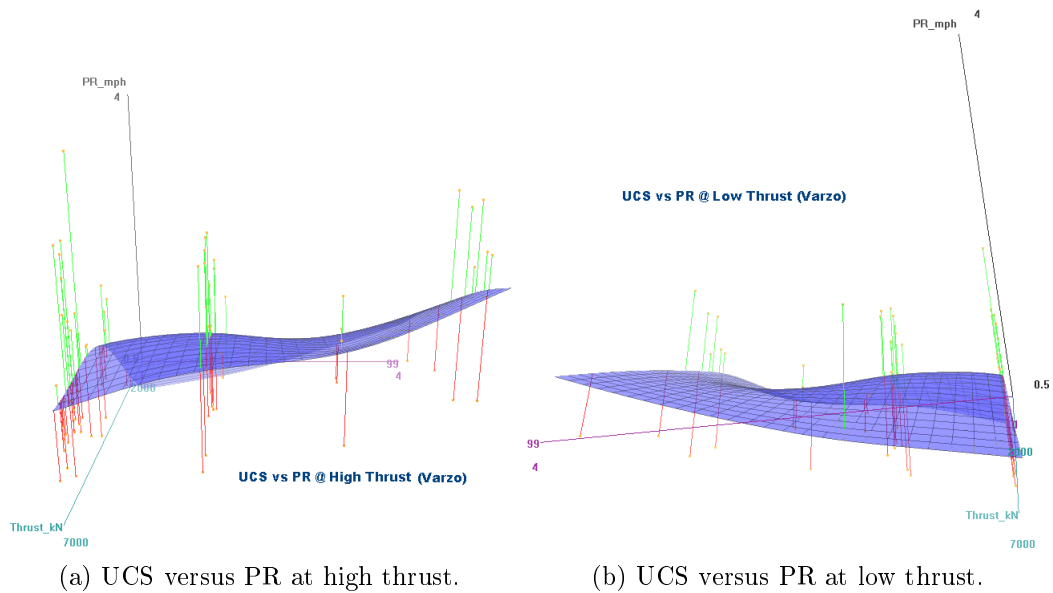 PR_mph
4
2000
99
4
UCS vs PR @ High Thrust (Varzo)
Thrust_kN
7000
(a) UCS versus PR at high thrust.
4
PR_mph
UCS vs PR @ Low Thrust (Varzo)
0.5
99
4
2000
Thrust_kN
7000
(b) UCS versus PR at low thrust.